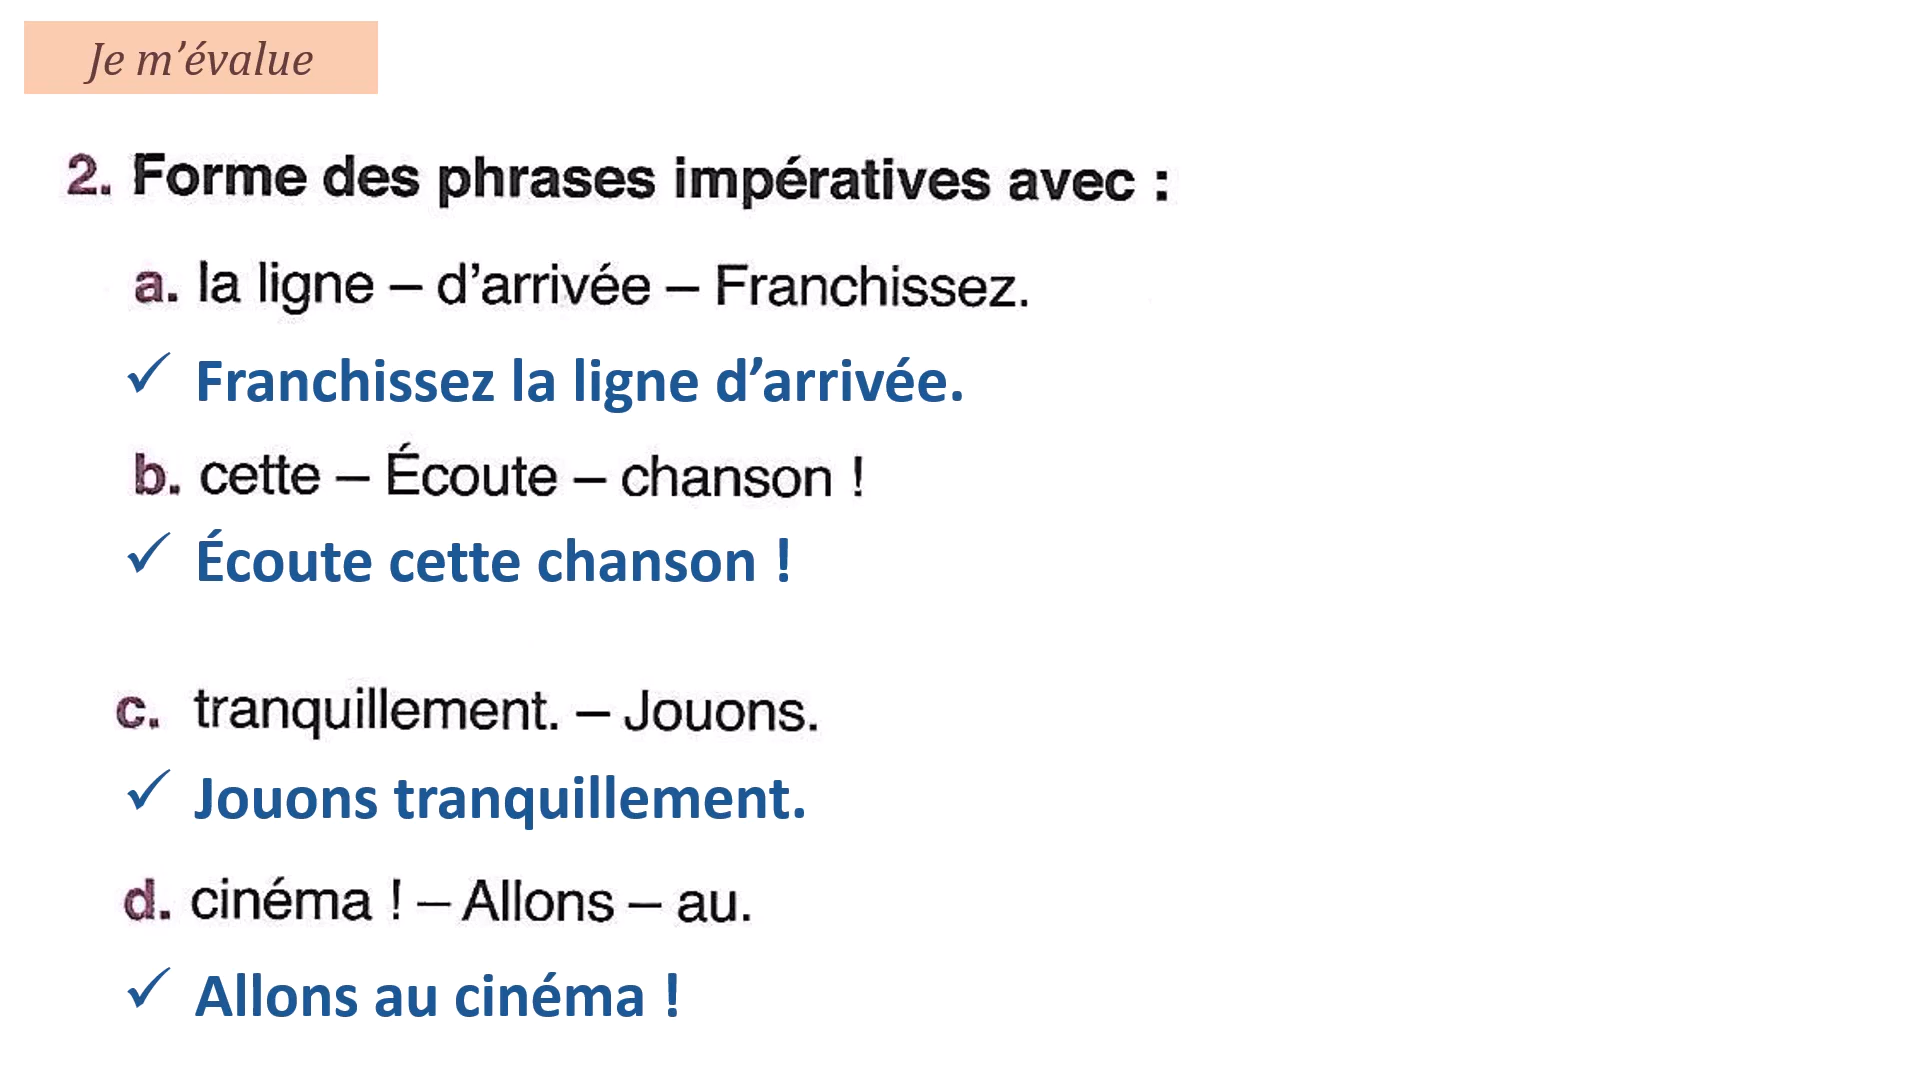 Je m’évalue
2. Forme des phrases impératives avec :
a. la ligne – d’arrivée – Franchissez.
✓ Franchissez la ligne d’arrivée.
b. cette – Écoute – chanson !
✓ Écoute cette chanson !
c. tranquillement. – Jouons.
✓ Jouons tranquillement.
d. cinéma ! – Allons – au.
✓ Allons au cinéma !